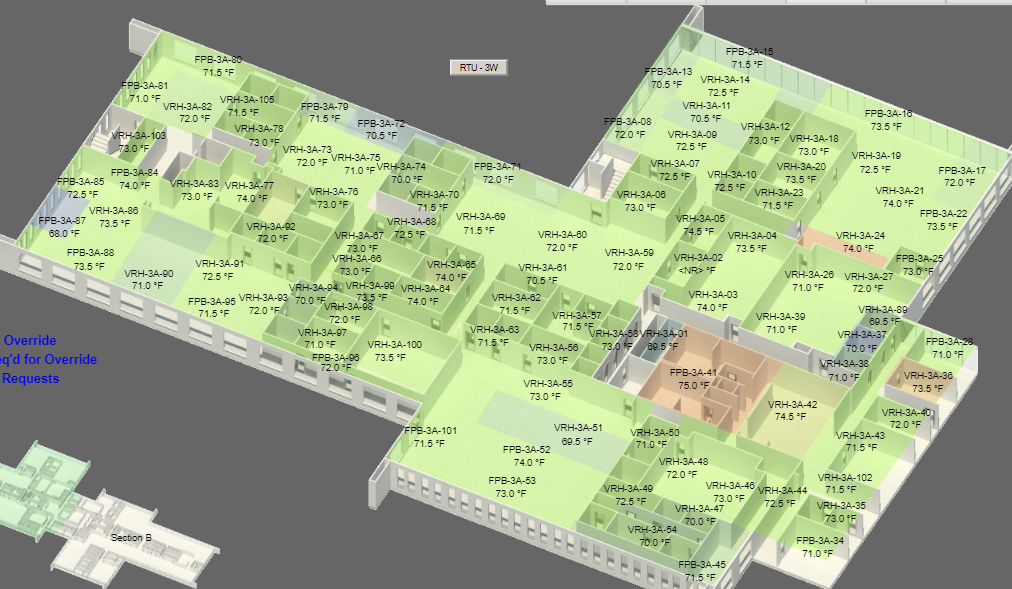 RTU - 3W
FPB-3A-80
71.5 °F
FPB-3A-81
71.0 °F
VRH-3A-82
72.0 °F
VRH-3A-105
71.5 °F
FPB-3A-79
71.5 °F
FPB-3A-72
70.5 °F
VRH-3A-78
73.0 °F
VRH-3A-103
73.0 °F
VRH-3A-73
72.0 °F
VRH-3A-75
71.0 °F
VRH-3A-74
70.0 °F
FPB-3A-71
72.0 °F
FPB-3A-84
74.0 °F
FPB-3A-85
72.5 °F
VRH-3A-83
73.0 °F
VRH-3A-77
74.0 °F
VRH-3A-76
73.0 °F
VRH-3A-70
71.5 °F
FPB-3A-87
68.0 °F
VRH-3A-86
73.5 °F
VRH-3A-92
72.0 °F
VRH-3A-67
73.0 °F
VRH-3A-68
72.5 °F
VRH-3A-69
71.5 °F
FPB-3A-88
73.5 °F
VRH-3A-90
71.0 °F
VRH-3A-91
72.5 °F
VRH-3A-66
73.0 °F
VRH-3A-65
74.0 °F
FPB-3A-95
71.5 °F
VRH-3A-93
72.0 °F
VRH-3A-94
70.0 °F
VRH-3A-99
73.5 °F
VRH-3A-64
74.0 °F
VRH-3A-98
72.0 °F
VRH-3A-97
71.0 °F
FPB-3A-96
72.0 °F
VRH-3A-100
73.5 °F
FPB-3A-15
71.5 °F
FPB-3A-13
70.5 °F
VRH-3A-14
72.5 °F
VRH-3A-11
70.5 °F
FPB-3A-08
72.0 °F
VRH-3A-09
72.5 °F
VRH-3A-12
73.0 °F
FPB-3A-16
73.5 °F
VRH-3A-18
73.0 °F
VRH-3A-07
72.5 °F
VRH-3A-10
72.5 °F
VRH-3A-20
73.5 °F
VRH-3A-19
72.5 °F
FPB-3A-17
72.0 °F
VRH-3A-06
73.0 °F
VRH-3A-23
71.5 °F
VRH-3A-21
74.0 °F
FPB-3A-22
73.5 °F
VRH-3A-05
74.5 °F
VRH-3A-04
73.5 °F
VRH-3A-24
74.0 °F
VRH-3A-60
72.0 °F
VRH-3A-59
72.0 °F
VRH-3A-02
<NR> °F
FPB-3A-25
73.0 °F
VRH-3A-61
70.5 °F
VRH-3A-26
71.0 °F
VRH-3A-27
72.0 °F
VRH-3A-03
74.0 °F
VRH-3A-62
71.5 °F
VRH-3A-57
71.5 °F
VRH-3A-39
71.0 °F
VRH-3A-89
69.5 °F
VRH-3A-63
71.5 °F
VRH-3A-58
73.0 °F
VRH-3A-01
69.5 °F
VRH-3A-37
70.0 °F
FPB-3A-28
71.0 °F
VRH-3A-56
73.0 °F
VRH-3A-38
71.0 °F
FPB-3A-41
75.0 °F
VRH-3A-36
73.5 °F
VRH-3A-55
73.0 °F
VRH-3A-42
74.5 °F
VRH-3A-40
72.0 °F
FPB-3A-101
71.5 °F
VRH-3A-51
69.5 °F
VRH-3A-50
71.0 °F
VRH-3A-43
71.5 °F
FPB-3A-52
74.0 °F
VRH-3A-48
72.0 °F
FPB-3A-53
73.0 °F
VRH-3A-49
72.5 °F
VRH-3A-46
73.0 °F
VRH-3A-44
72.5 °F
VRH-3A-102
71.5 °F
VRH-3A-47
70.0 °F
VRH-3A-35
73.0 °F
VRH-3A-54
70.0 °F
FPB-3A-34
71.0 °F
FPB-3A-45
71.5 °F
Override
eq'd for Override
Requests
Section B